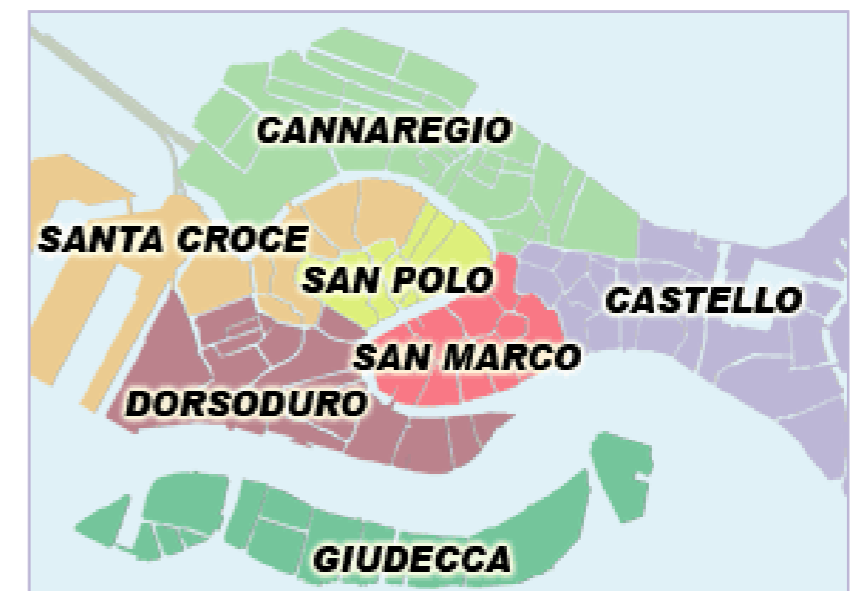 CANNAREGIO
SANTA CROCE
SAN POLO
CASTELLO
SAN MARCO
DORSODURO
GIUDECCA